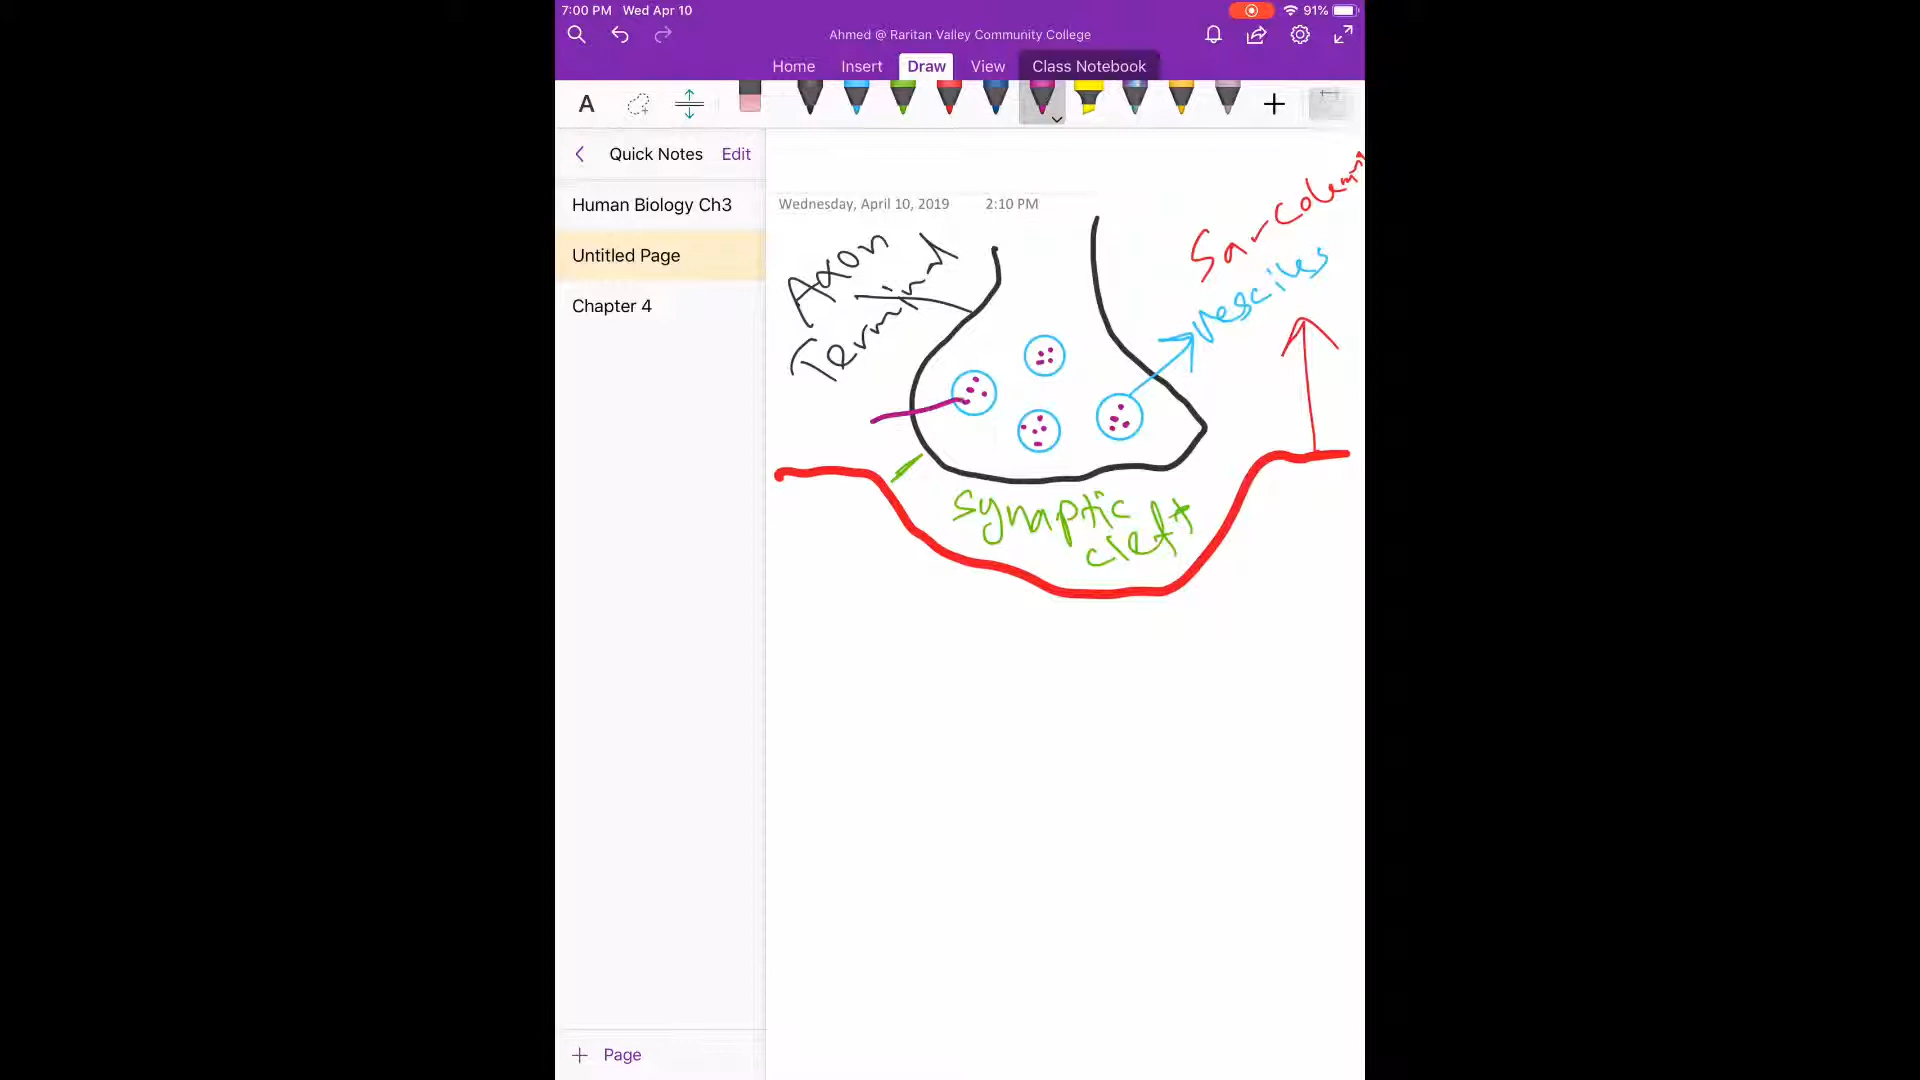 7:00 PM Wed Apr 10
91%
Ahmed @ Raritan Valley Community College
Home Insert Draw View Class Notebook
A
Quick Notes Edit
Human Biology Ch3
Untitled Page
Chapter 4
Wednesday, April 10, 2019 2:10 PM
Axon
Terminal
Vesciles
synaptic
cleft
+ Page